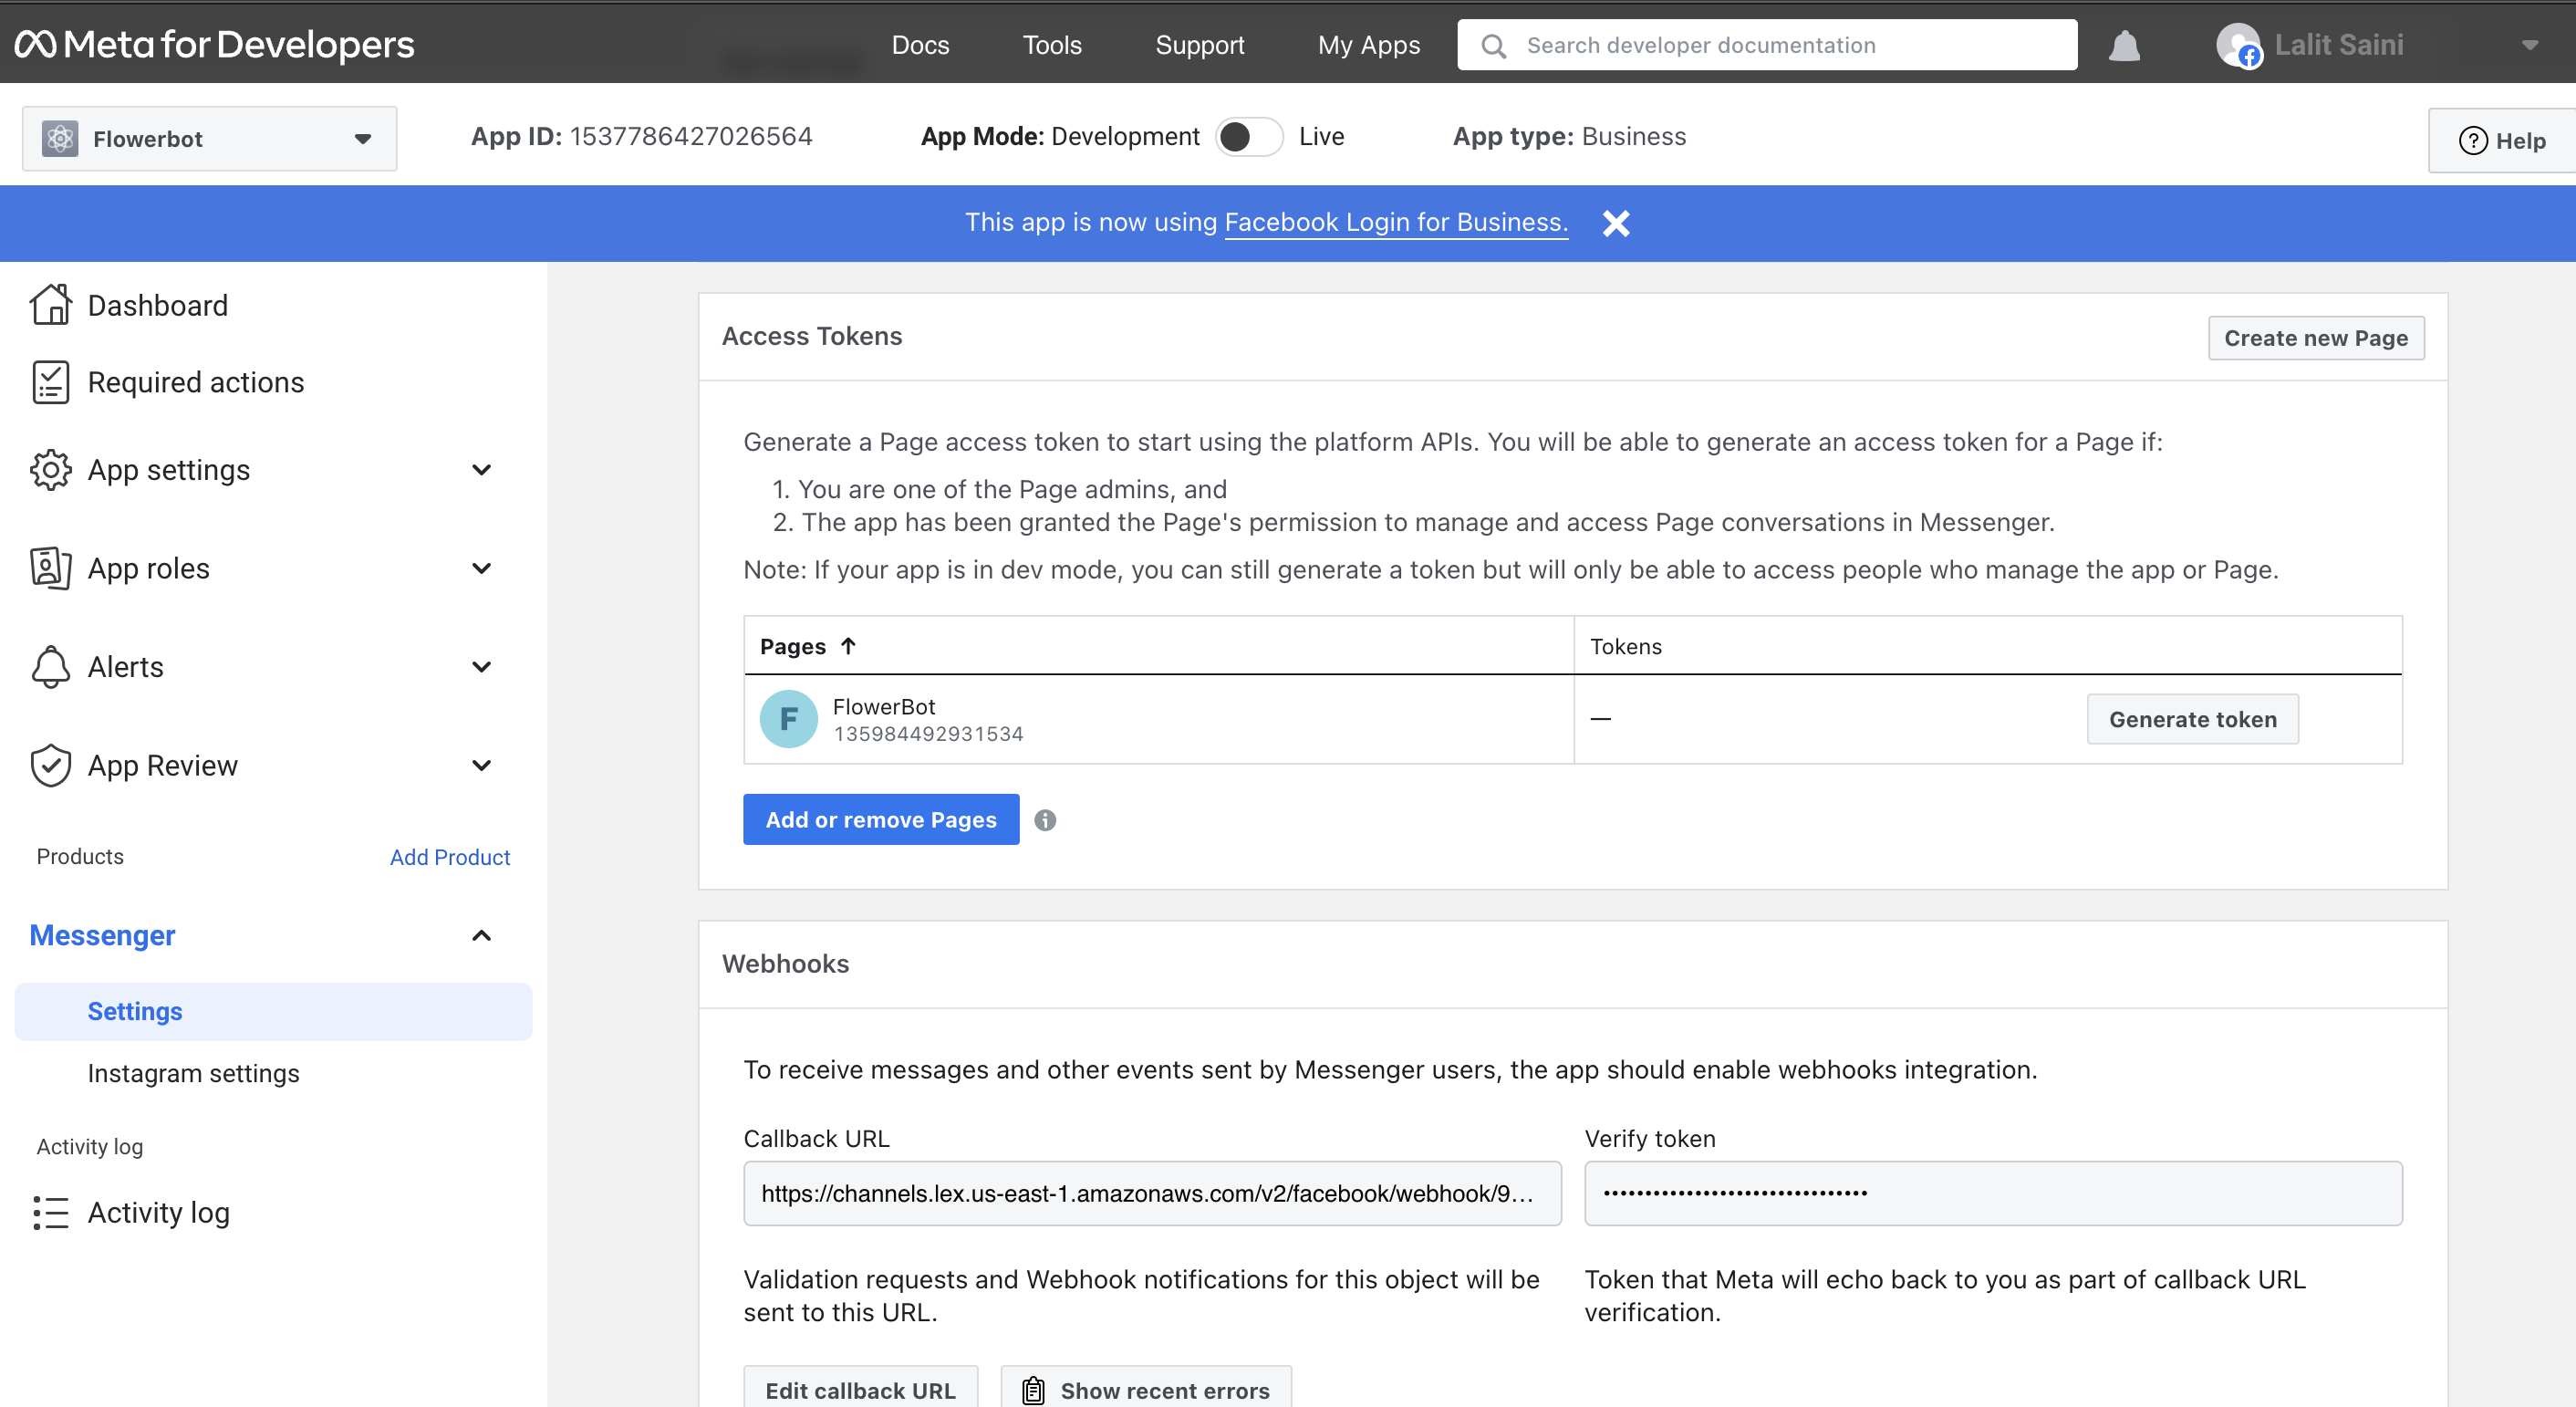 Meta for Developers
Docs
Tools
Support
My Apps
Search developer documentation
Lalit Saini
Flowerbot
App ID: 1537786427026564
App Mode: Development
Live
App type: Business
Help
This app is now using Facebook Login for Business.
Dashboard
Required actions
App settings
App roles
Alerts
App Review
Products
Add Product
Messenger
Settings
Instagram settings
Activity log
Activity log
Access Tokens
Create new Page
Generate a Page access token to start using the platform APIs. You will be able to generate an access token for a Page if:
1. You are one of the Page admins, and
2. The app has been granted the Page's permission to manage and access Page conversations in Messenger.
Note: If your app is in dev mode, you can still generate a token but will only be able to access people who manage the app or Page.
Pages
Tokens
F
FlowerBot
135984492931534
—
Generate token
Add or remove Pages
Webhooks
To receive messages and other events sent by Messenger users, the app should enable webhooks integration.
Callback URL
Verify token
https://channels.lex.us-east-1.amazonaws.com/v2/facebook/webhook/9...
••••••••••••••••••••••••••••••••
Validation requests and Webhook notifications for this object will be
sent to this URL.
Token that Meta will echo back to you as part of callback URL
verification.
Edit callback URL
Show recent errors